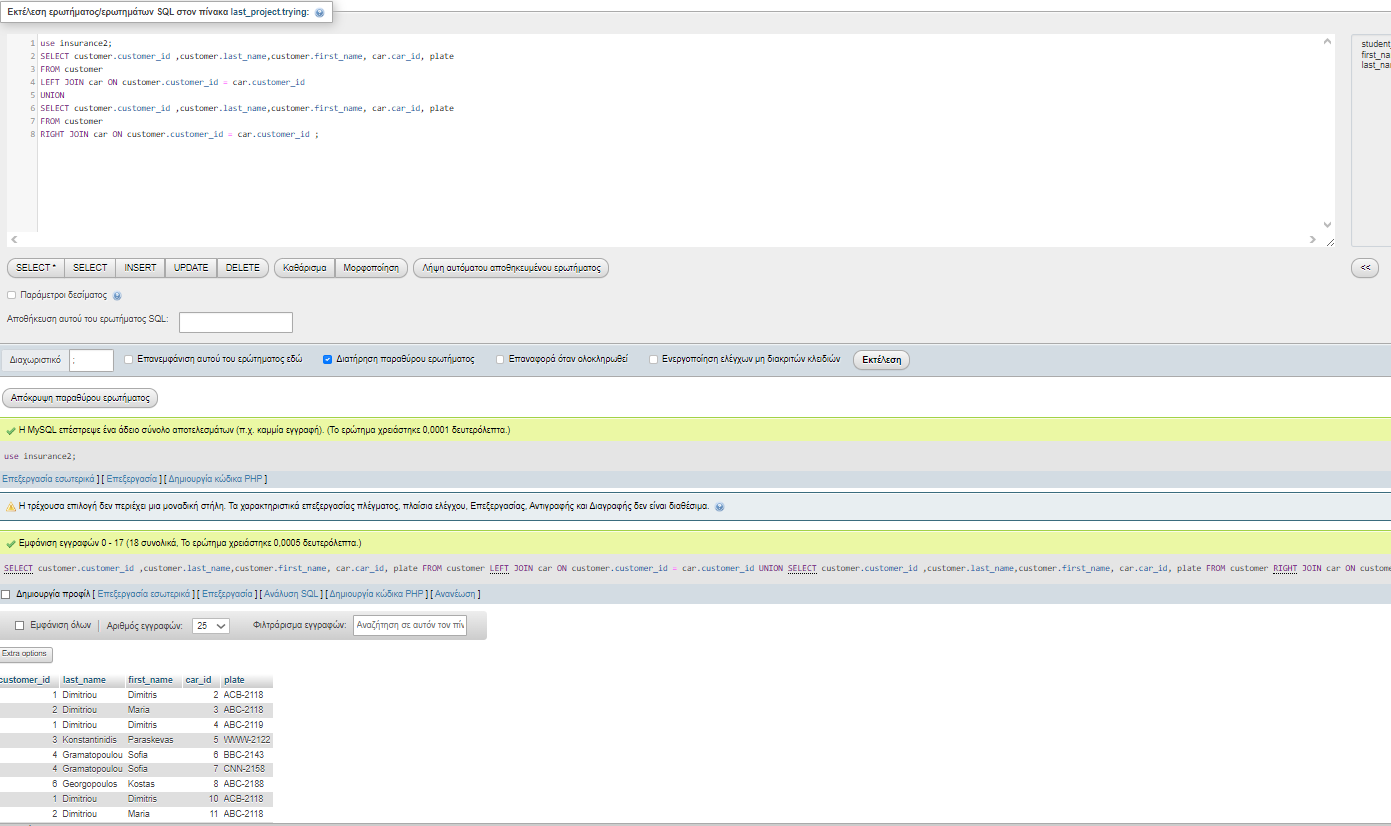 Εκτέλεση ερωτήματος/ερωτημάτων SQL στον πίνακα last_project.trying:
1 use insurance2;
2 SELECT customer.customer_id ,customer.last_name,customer.first_name, car.car_id, plate
3 FROM customer
4 LEFT JOIN car ON customer.customer_id = car.customer_id
5 UNION
6 SELECT customer.customer_id ,customer.last_name,customer.first_name, car.car_id, plate
7 FROM customer
8 RIGHT JOIN car ON customer.customer_id = car.customer_id ;
student_
first_na
last_nam
SELECT * SELECT INSERT UPDATE DELETE Καθάρισμα Μορφοποίηση Λήψη αυτόματου αποθηκευμένου ερωτήματος <<
Παράμετροι δεσίματος
Αποθήκευση αυτού του ερωτήματος SQL:
Διαχωριστικό ; Επανεμφάνιση αυτού του ερώτηματος εδώ Διατήρηση παραθύρου ερωτήματος Επαναφορά όταν ολοκληρωθεί Ενεργοποίηση ελέγχων μη διακριτών κλειδιών Εκτέλεση
Απόκρυψη παραθύρου ερωτήματος
Η MySQL επέστρεψε ένα άδειο σύνολο αποτελεσμάτων (π.χ. καμμία εγγραφή). (Το ερώτημα χρειάστηκε 0,0001 δευτερόλεπτα.)
use insurance2;
Επεξεργασία εσωτερικά ] [ Επεξεργασία ] [ Δημιουργία κώδικα PHP ]
Η τρέχουσα επιλογή δεν περιέχει μια μοναδική στήλη. Τα χαρακτηριστικά επεξεργασίας πλέγματος, πλαίσια ελέγχου, Επεξεργασίας, Αντιγραφής και Διαγραφής δεν είναι διαθέσιμα.
Εμφάνιση εγγραφών 0 - 17 (18 συνολικά, Το ερώτημα χρειάστηκε 0,0005 δευτερόλεπτα.)
SELECT customer.customer_id ,customer.last_name,customer.first_name, car.car_id, plate FROM customer LEFT JOIN car ON customer.customer_id = car.customer_id UNION SELECT customer.customer_id ,customer.last_name,customer.first_name, car.car_id, plate FROM customer RIGHT JOIN car ON custome
Δημιουργία προφίλ [ Επεξεργασία εσωτερικά ] [ Επεξεργασία ] [ Ανάλυση SQL ] [ Δημιουργία κώδικα PHP ] [ Ανανέωση ]
Εμφάνιση όλων Αριθμός εγγραφών: 25 Φιλτράρισμα εγγραφών: Αναζήτηση σε αυτόν τον πίν
Extra options
customer_id last_name first_name car_id plate
1 Dimitriou Dimitris 2 ACB-2118
2 Dimitriou Maria 3 ABC-2118
1 Dimitriou Dimitris 4 ABC-2119
3 Konstantinidis Paraskevas 5 WWW-2122
4 Gramatopoulou Sofia 6 BBC-2143
4 Gramatopoulou Sofia 7 CNN-2158
6 Georgopoulos Kostas 8 ABC-2188
1 Dimitriou Dimitris 10 ACB-2118
2 Dimitriou Maria 11 ABC-2118